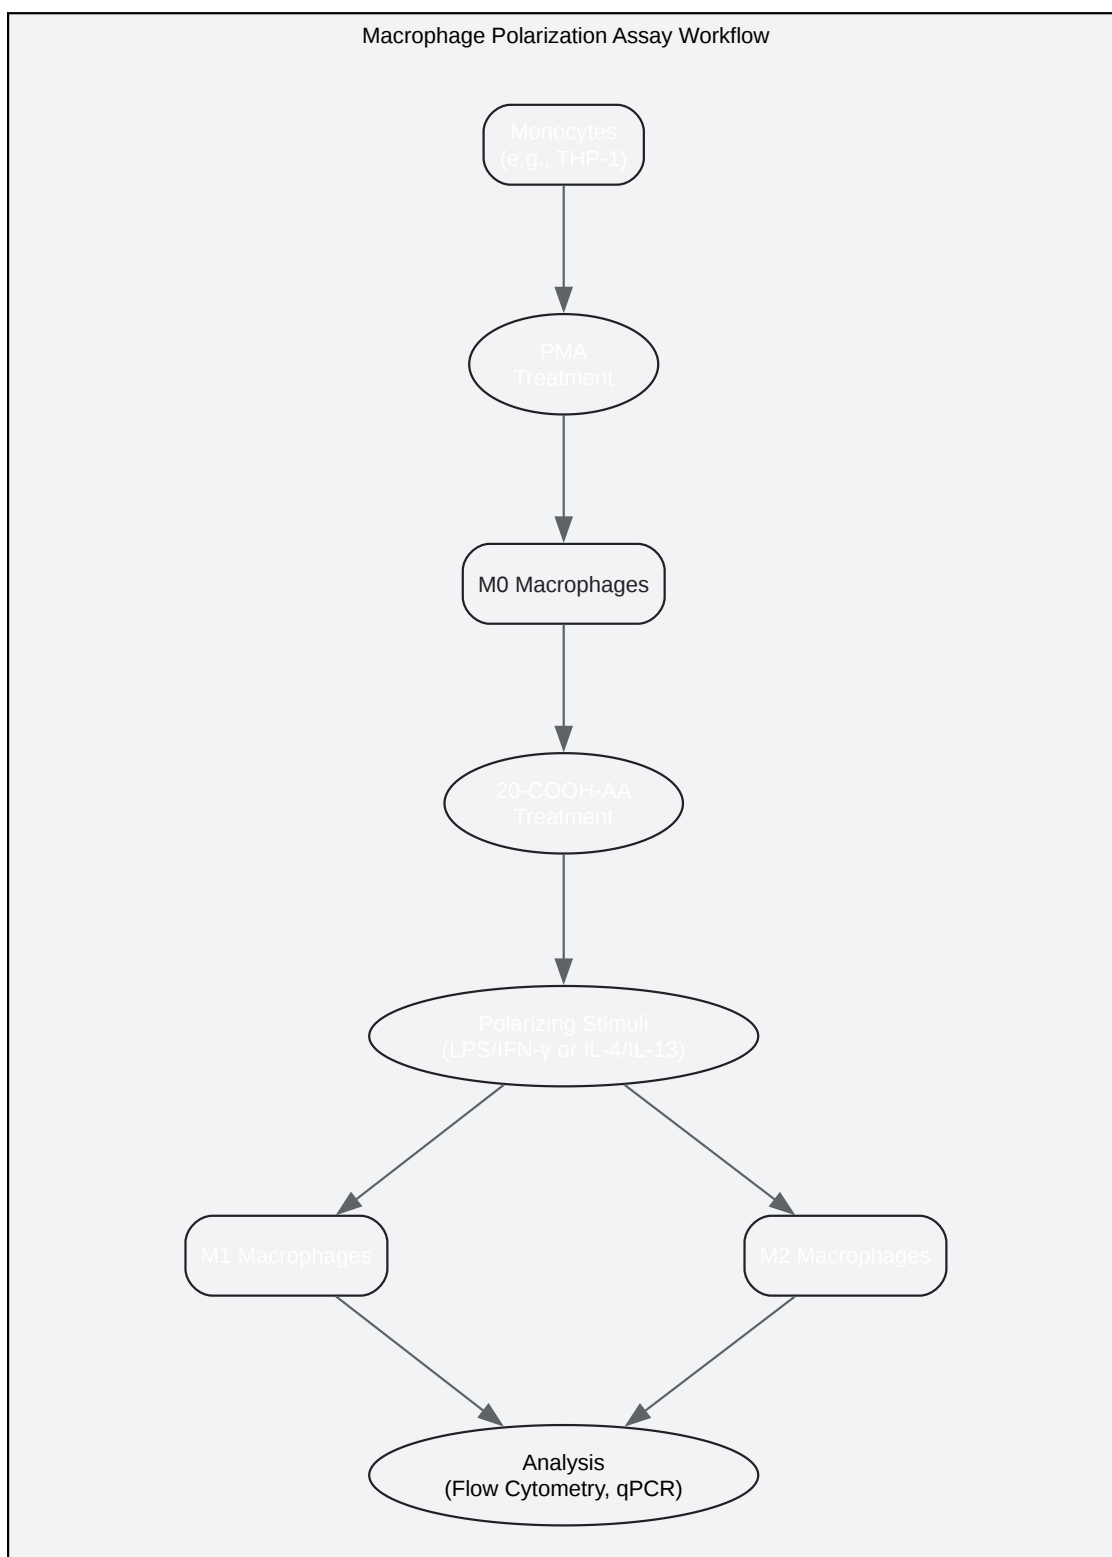 Macrophage Polarization Assay Workflow
Monocytes
(e.g., THP-1)
PMA
Treatment
M0 Macrophages
20-COOH-AA
Treatment
Polarizing Stimuli
(LPS/IFN-γ or IL-4/IL-13)
M1 Macrophages
M2 Macrophages
Analysis
(Flow Cytometry, qPCR)